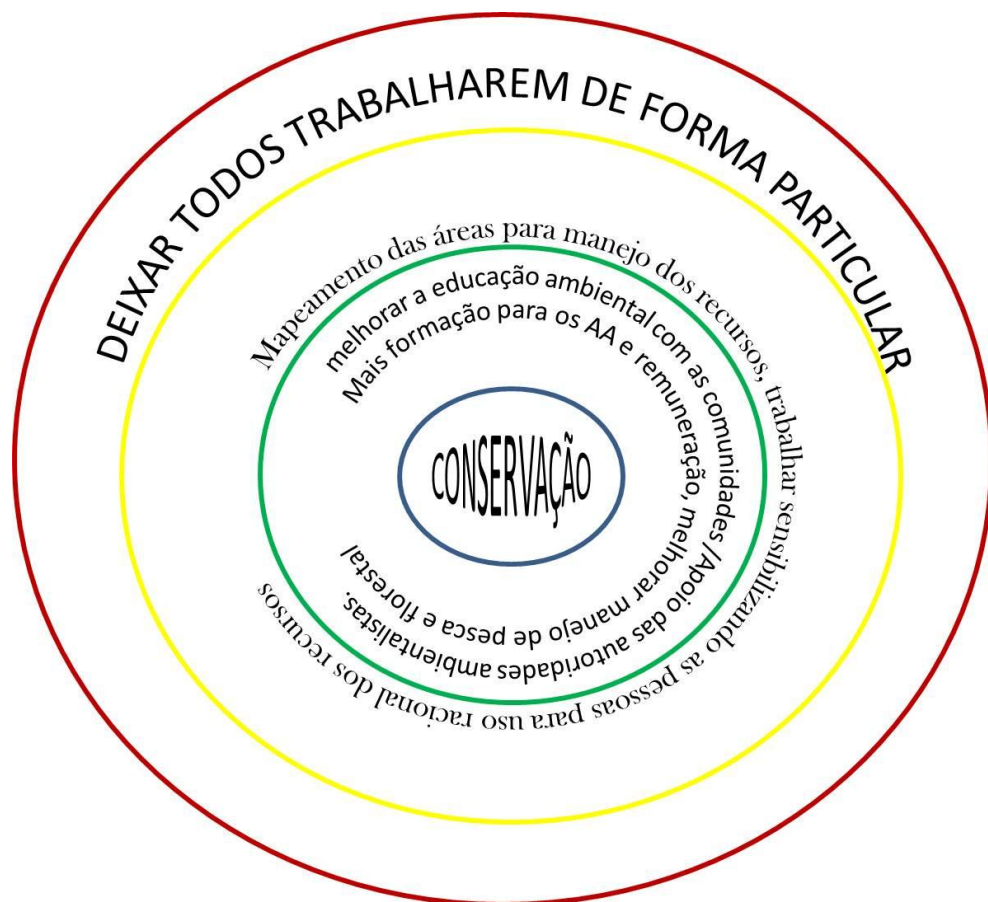 DEIXAR TODOS TRABALHAREM DE FORMA PARTICULAR
Mapeamento das áreas para manejo dos recursos, trabalhar sensibilizando as pessoas para uso racional dos recursos
melhorar a educação ambiental com as comunidades /Apoio das autoridades ambientalistas.
Mais formação para os AA e remuneração, melhorar manejo de pesca e florestal
CONSERVAÇÃO